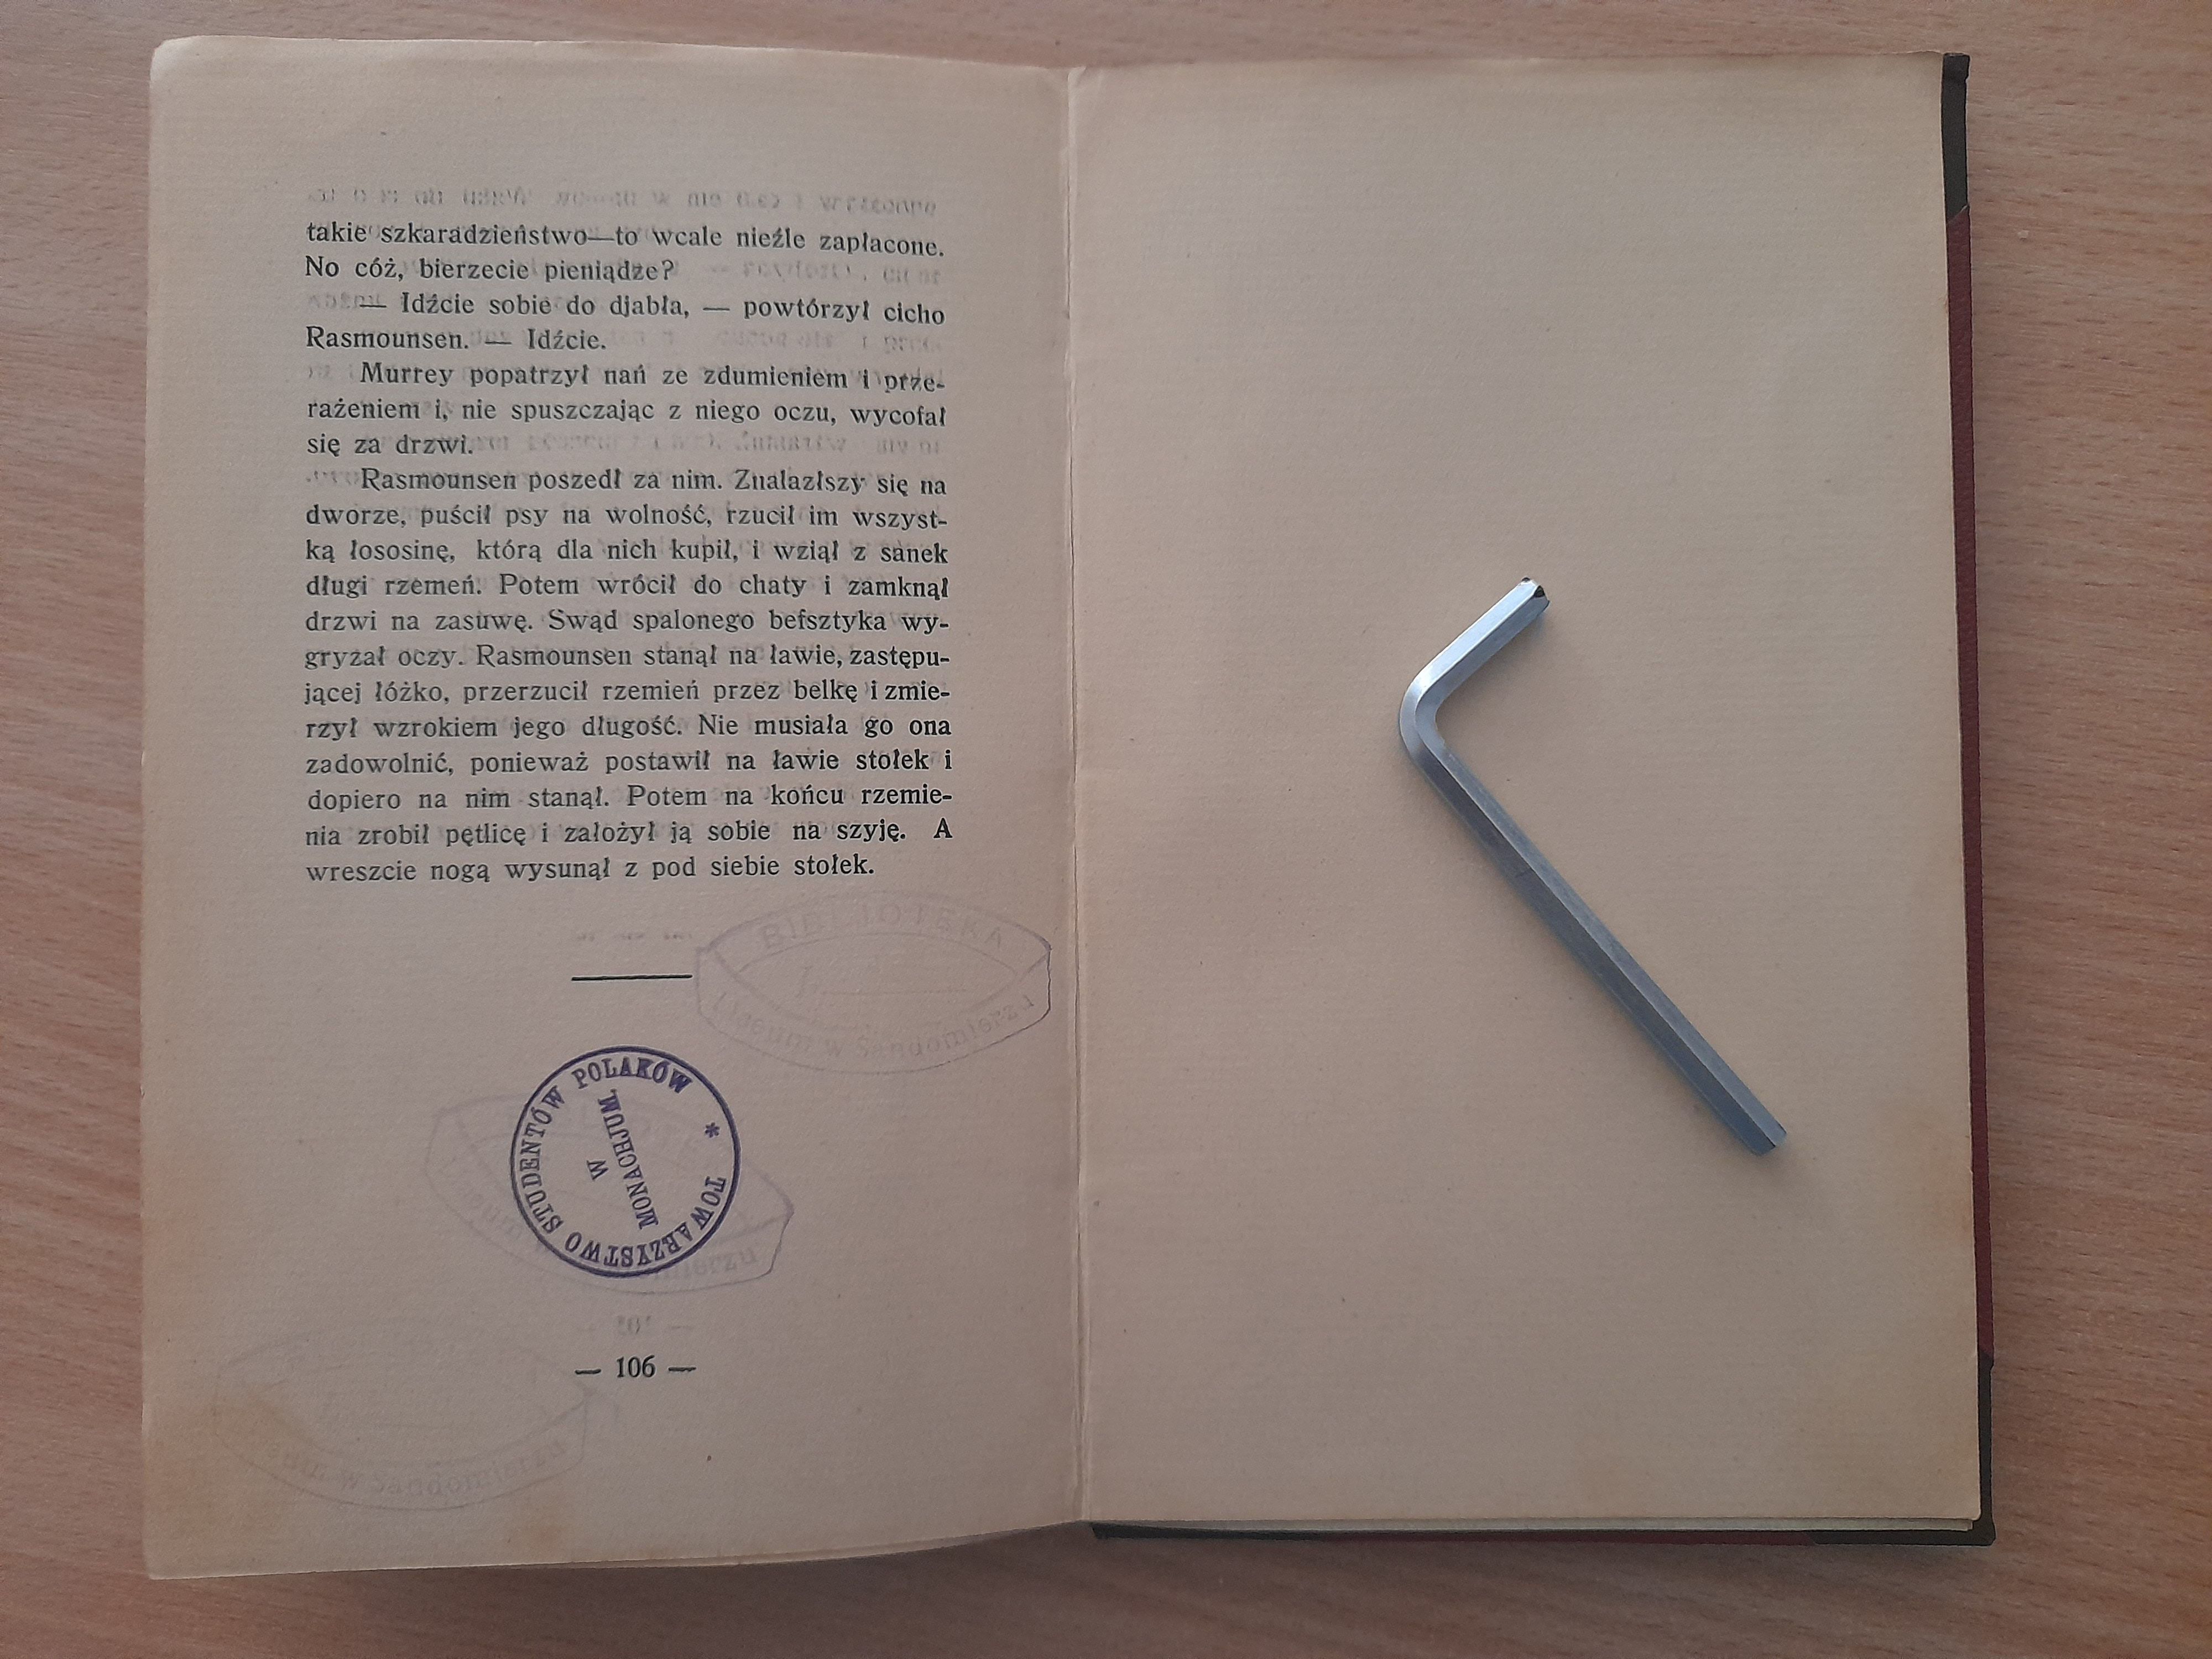 takie szkaradzieństwo—to wcale nieźle zapłacone.
No cóż, bierzecie pieniądze?
— Idźcie sobie do djabła, — powtórzył cicho
Rasmounsen. — Idźcie.
Murrey popatrzył nań ze zdumieniem i prze-
rażeniem i, nie spuszczając z niego oczu, wycofał
się za drzwi.
Rasmounsen poszedł za nim. Znalazłszy się na
dworze, puścił psy na wolność, rzucił im wszyst-
ką łososinę, którą dla nich kupił, i wziął z sanek
długi rzemeń. Potem wrócił do chaty i zamknął
drzwi na zasuwę. Swąd spalonego befsztyka wy-
gryzał oczy. Rasmounsen stanął na ławie, zastępu-
jącej łóżko, przerzucił rzemień przez belkę i zmie-
rzył wzrokiem jego długość. Nie musiała go ona
zadowolnić, ponieważ postawił na ławie stołek i
dopiero na nim stanął. Potem na końcu rzemie-
nia zrobił pętlicę i założył ją sobie na szyję. A
wreszcie nogą wysunął z pod siebie stołek.
BIBLIOTEKA
Liceum w Sandomierzu
TOWARZYSTWO STUDENTÓW POLAKÓW *
W
MONACHJUM
— 106 —
w Sandomierzu